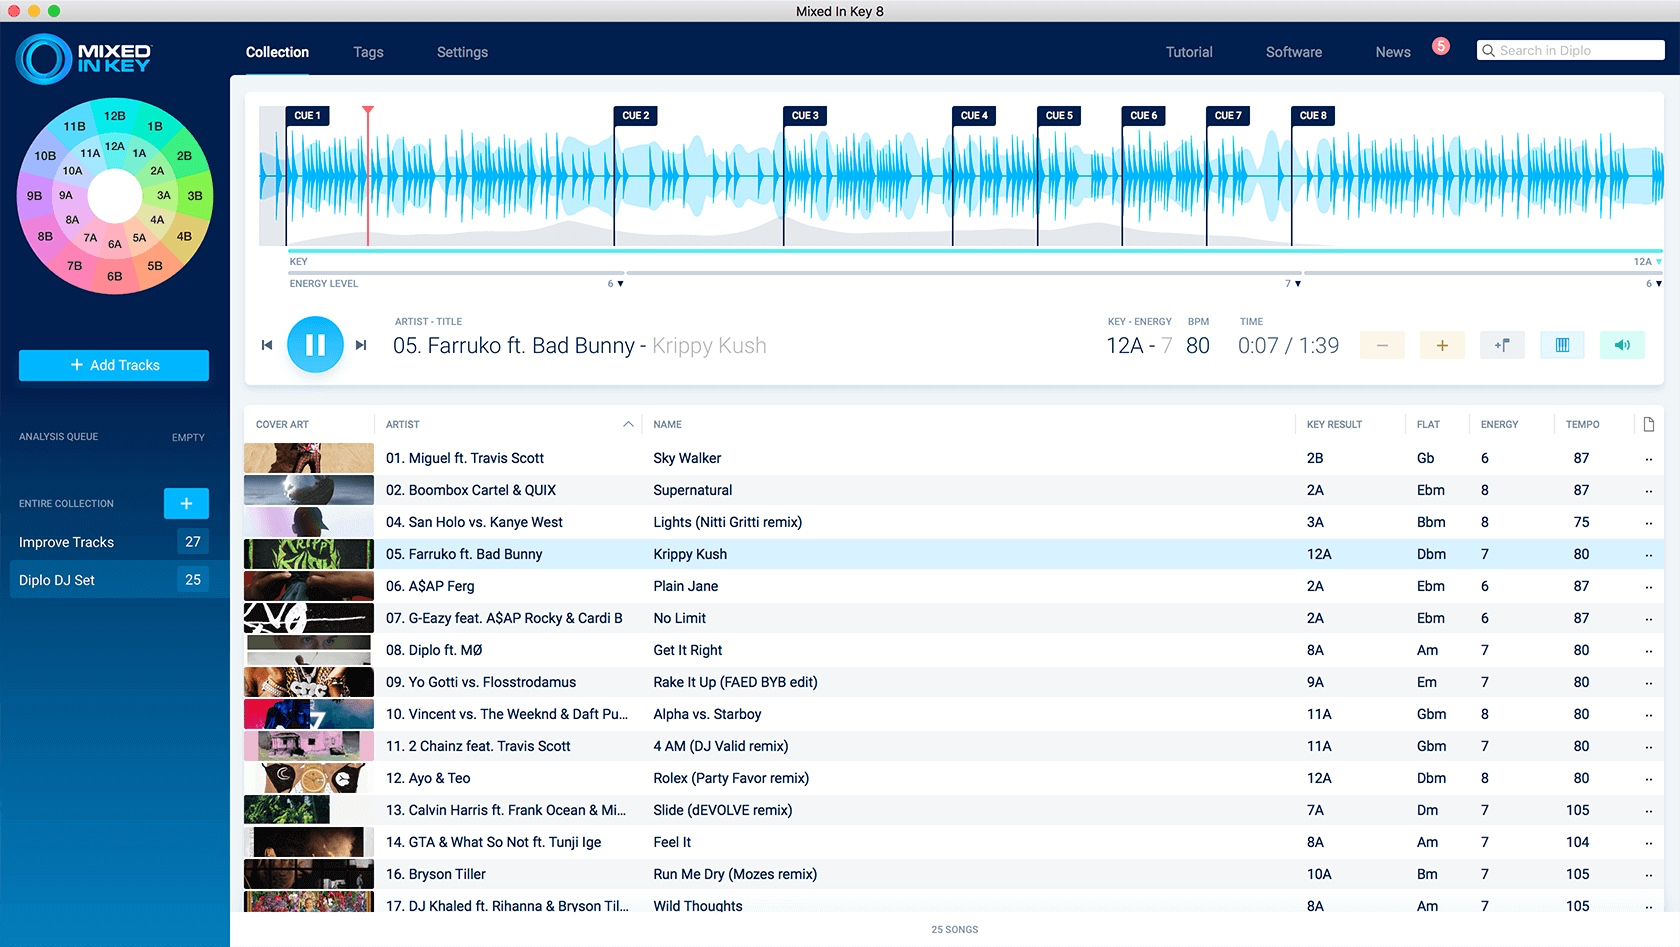 Mixed In Key 8
MIXED
IN KEY
Collection
Tags
Settings
Tutorial
Software
News
5
Search in Diplo
12B
1B
2B
3B
4B
5B
6B
7B
8B
9B
10B
11B
12A
1A
2A
3A
4A
5A
6A
7A
8A
9A
10A
11A
+ Add Tracks
ANALYSIS QUEUE EMPTY
ENTIRE COLLECTION +
Improve Tracks 27
Diplo DJ Set 25
CUE 1 CUE 2 CUE 3 CUE 4 CUE 5 CUE 6 CUE 7 CUE 8
KEY 12A
ENERGY LEVEL 6 7 6
ARTIST - TITLE KEY - ENERGY BPM TIME
05. Farruko ft. Bad Bunny - Krippy Kush 12A - 7 80 0:07 / 1:39
COVER ART ARTIST NAME KEY RESULT FLAT ENERGY TEMPO
01. Miguel ft. Travis Scott Sky Walker 2B Gb 6 87 ..
02. Boombox Cartel & QUIX Supernatural 2A Ebm 8 87 ..
04. San Holo vs. Kanye West Lights (Nitti Gritti remix) 3A Bbm 8 75 ..
05. Farruko ft. Bad Bunny Krippy Kush 12A Dbm 7 80 ..
06. A$AP Ferg Plain Jane 2A Ebm 6 87 ..
07. G-Eazy feat. A$AP Rocky & Cardi B No Limit 2A Ebm 6 87 ..
08. Diplo ft. MØ Get It Right 8A Am 7 80 ..
09. Yo Gotti vs. Flosstrodamus Rake It Up (FAED BYB edit) 9A Em 7 80 ..
10. Vincent vs. The Weeknd & Daft Pu... Alpha vs. Starboy 11A Gbm 8 80 ..
11. 2 Chainz feat. Travis Scott 4 AM (DJ Valid remix) 11A Gbm 7 80 ..
12. Ayo & Teo Rolex (Party Favor remix) 12A Dbm 8 80 ..
13. Calvin Harris ft. Frank Ocean & Mi... Slide (dEVOLVE remix) 7A Dm 7 105 ..
14. GTA & What So Not ft. Tunji Ige Feel It 8A Am 7 104 ..
16. Bryson Tiller Run Me Dry (Mozes remix) 10A Bm 7 105 ..
17. DJ Khaled ft. Rihanna & Bryson Til... Wild Thoughts 8A Am 7 105 ..
25 SONGS